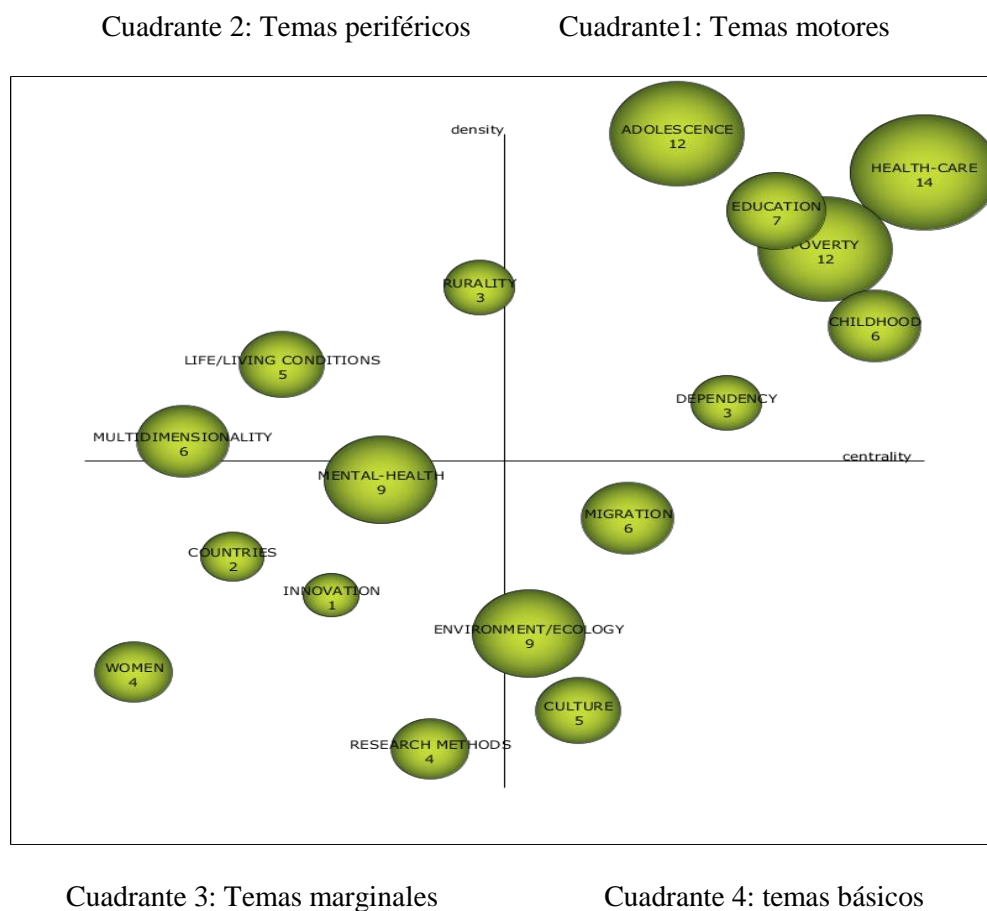 Cuadrante 2: Temas periféricos
Cuadrante1: Temas motores
density
ADOLESCENCE
12
HEALTH-CARE
14
EDUCATION
7
POVERTY
12
RURALITY
3
CHILDHOOD
6
LIFE/LIVING CONDITIONS
5
DEPENDENCY
3
MULTIDIMENSIONALITY
6
centrality
MENTAL-HEALTH
9
MIGRATION
6
COUNTRIES
2
INNOVATION
1
ENVIRONMENT/ECOLOGY
9
WOMEN
4
CULTURE
5
RESEARCH METHODS
4
Cuadrante 3: Temas marginales
Cuadrante 4: temas básicos